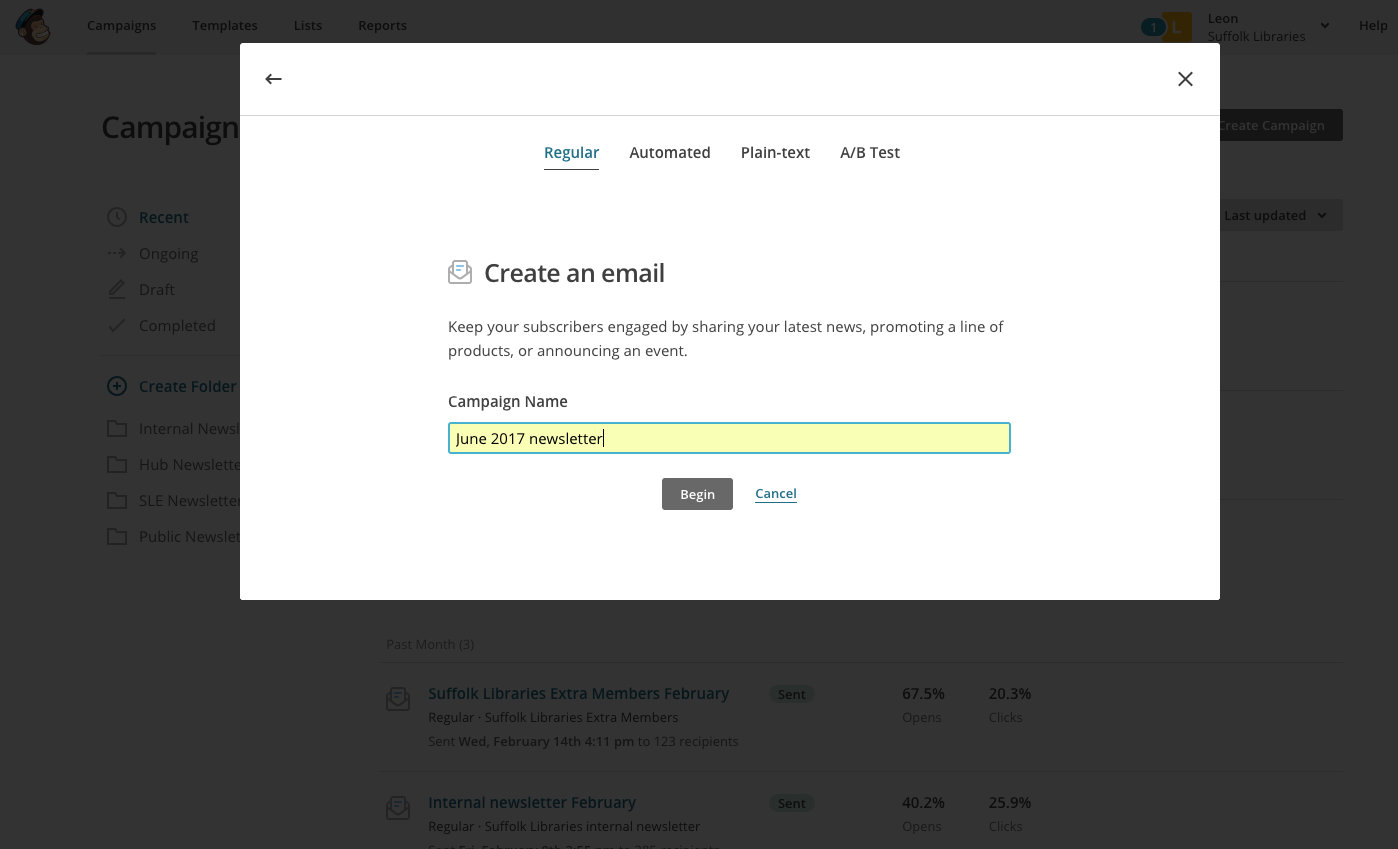 Campaigns Templates Lists Reports
1 L
Leon
Suffolk Libraries
Help
Campaign
Create Campaign
Regular Automated Plain-text A/B Test
Recent
Last updated
Ongoing
Draft
Completed
Create Folder
Internal Newsl
Hub Newslette
SLE Newsletter
Public Newslet
Create an email
Keep your subscribers engaged by sharing your latest news, promoting a line of
products, or announcing an event.
Campaign Name
June 2017 newsletter
Begin Cancel
Past Month (3)
Suffolk Libraries Extra Members February Sent 67.5% 20.3%
Regular · Suffolk Libraries Extra Members Opens Clicks
Sent Wed, February 14th 4:11 pm to 123 recipients
Internal newsletter February Sent 40.2% 25.9%
Regular · Suffolk Libraries internal newsletter Opens Clicks